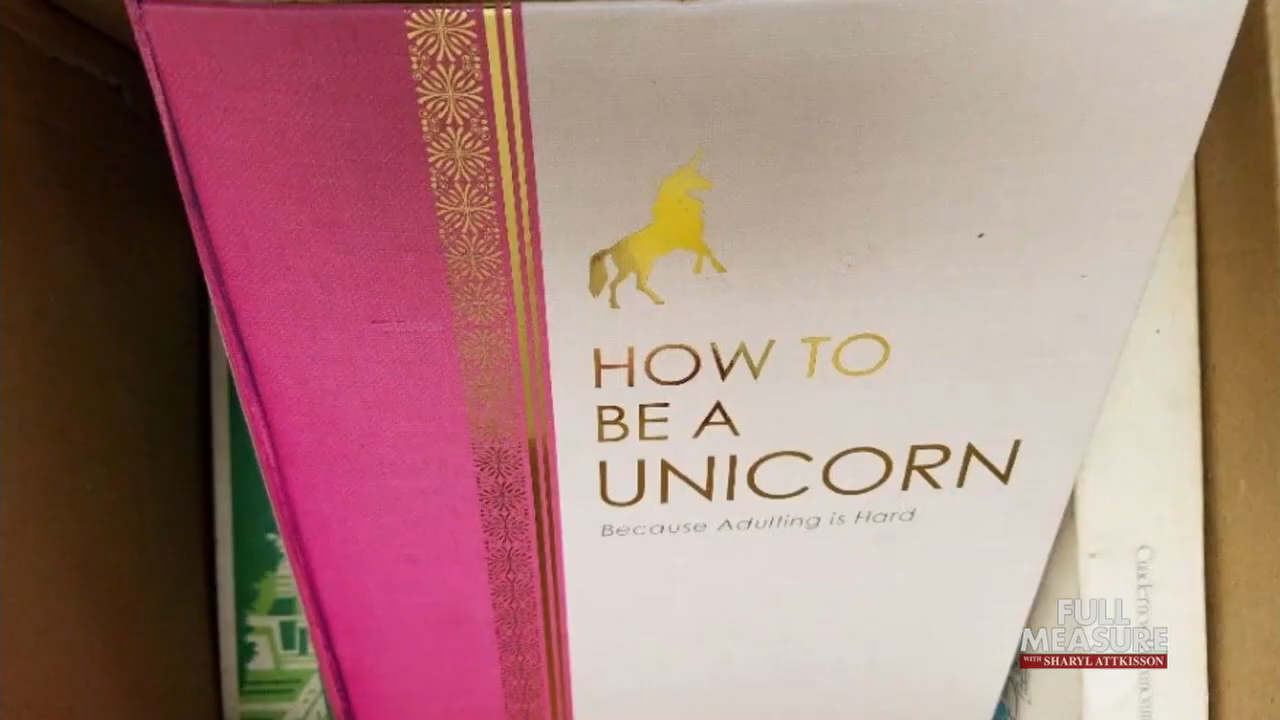 HOW TO
BE A
UNICORN
Because Adulting is Hard
FULL
MEASURE
WITH SHARYL ATTKISSON